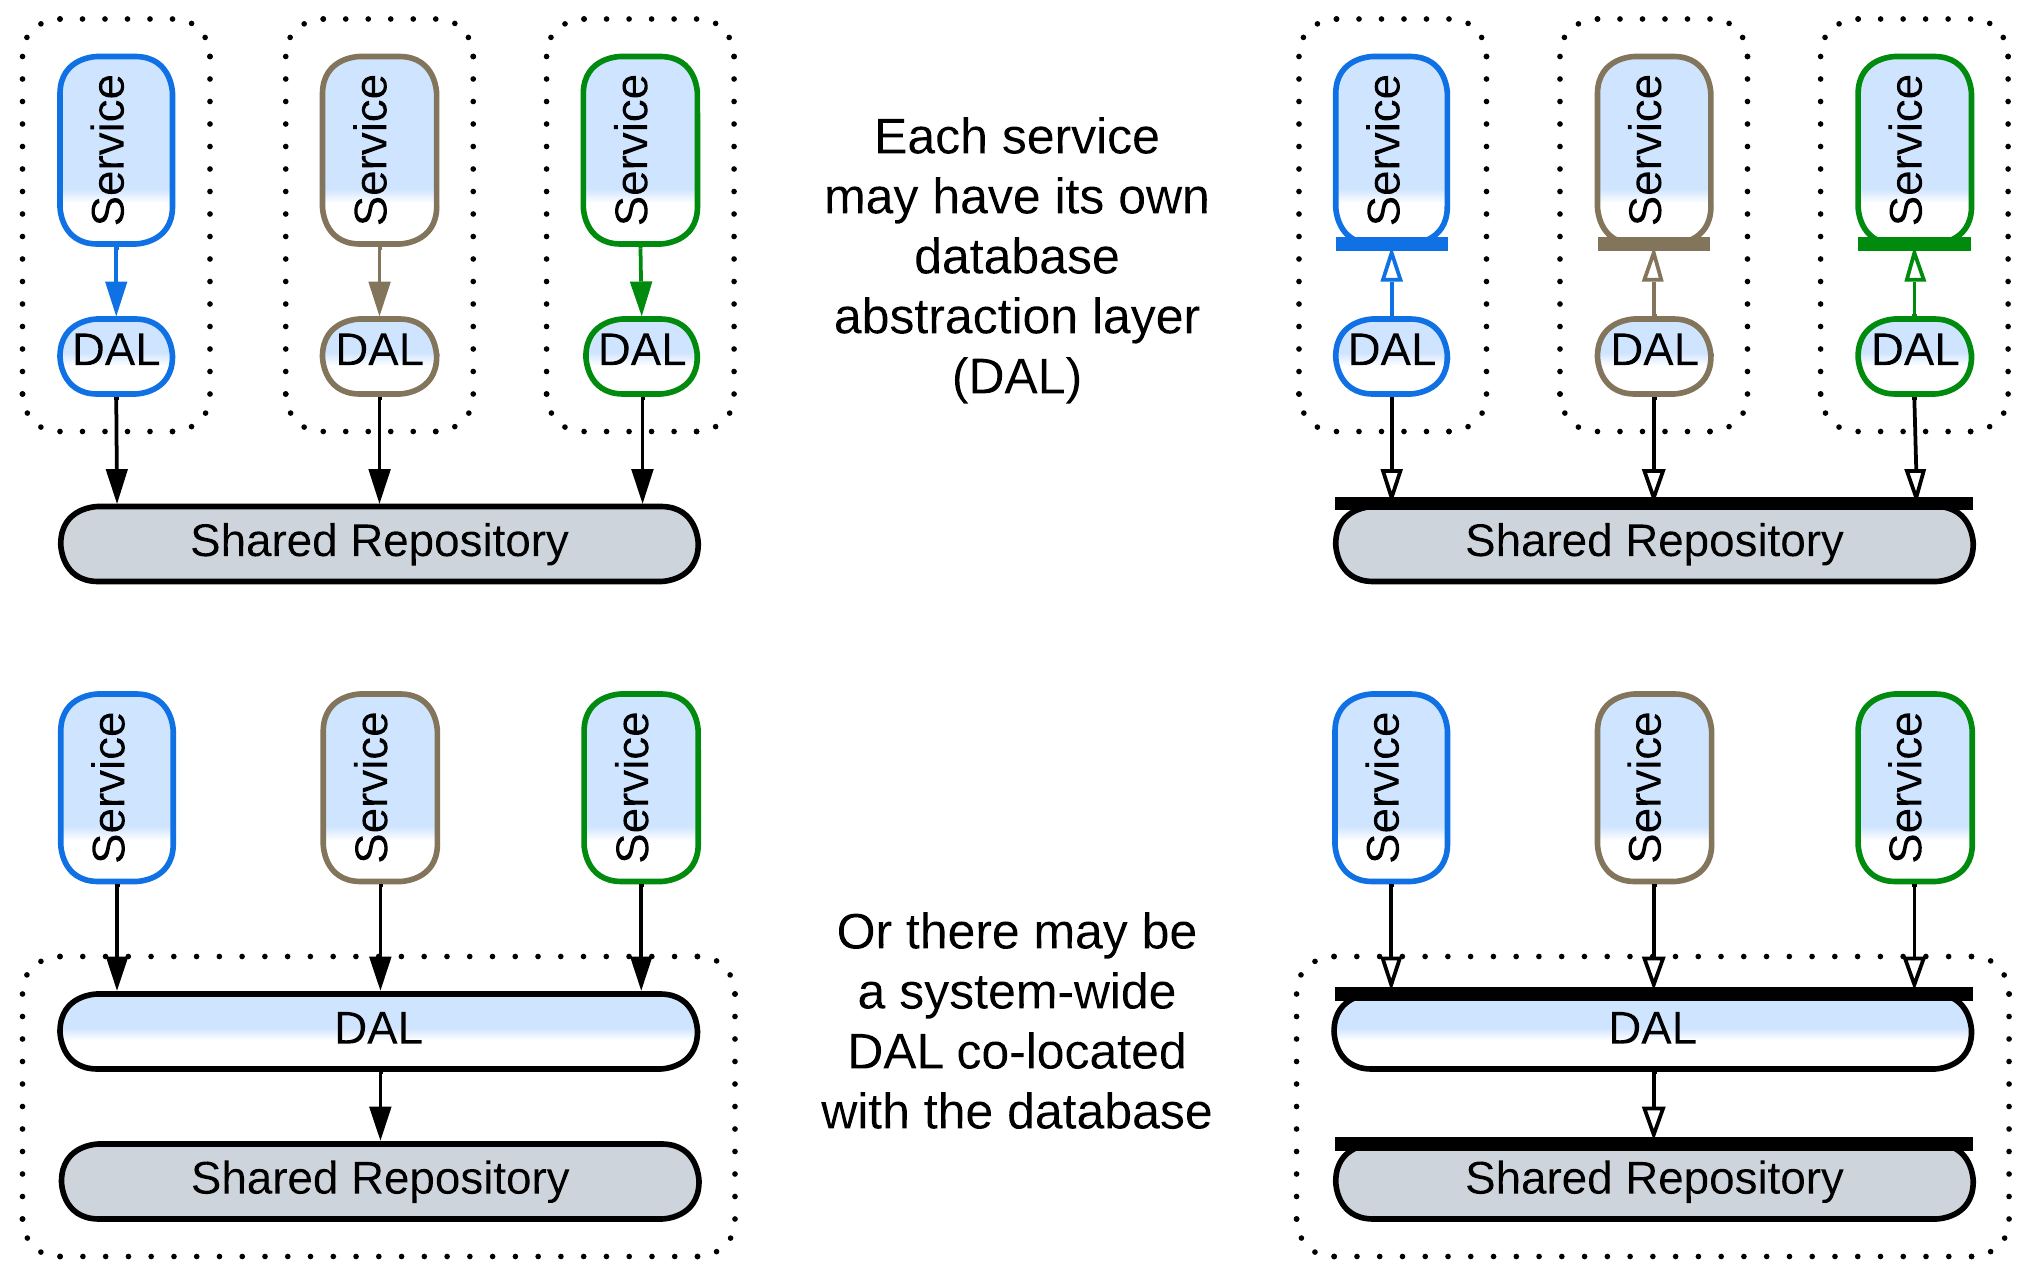 Service
Service
Service
DAL
DAL
DAL
Shared Repository
Each service
may have its own
database
abstraction layer
(DAL)
Service
Service
Service
DAL
DAL
DAL
Shared Repository
Service
Service
Service
DAL
Shared Repository
Or there may be
a system-wide
DAL co-located
with the database
Service
Service
Service
DAL
Shared Repository